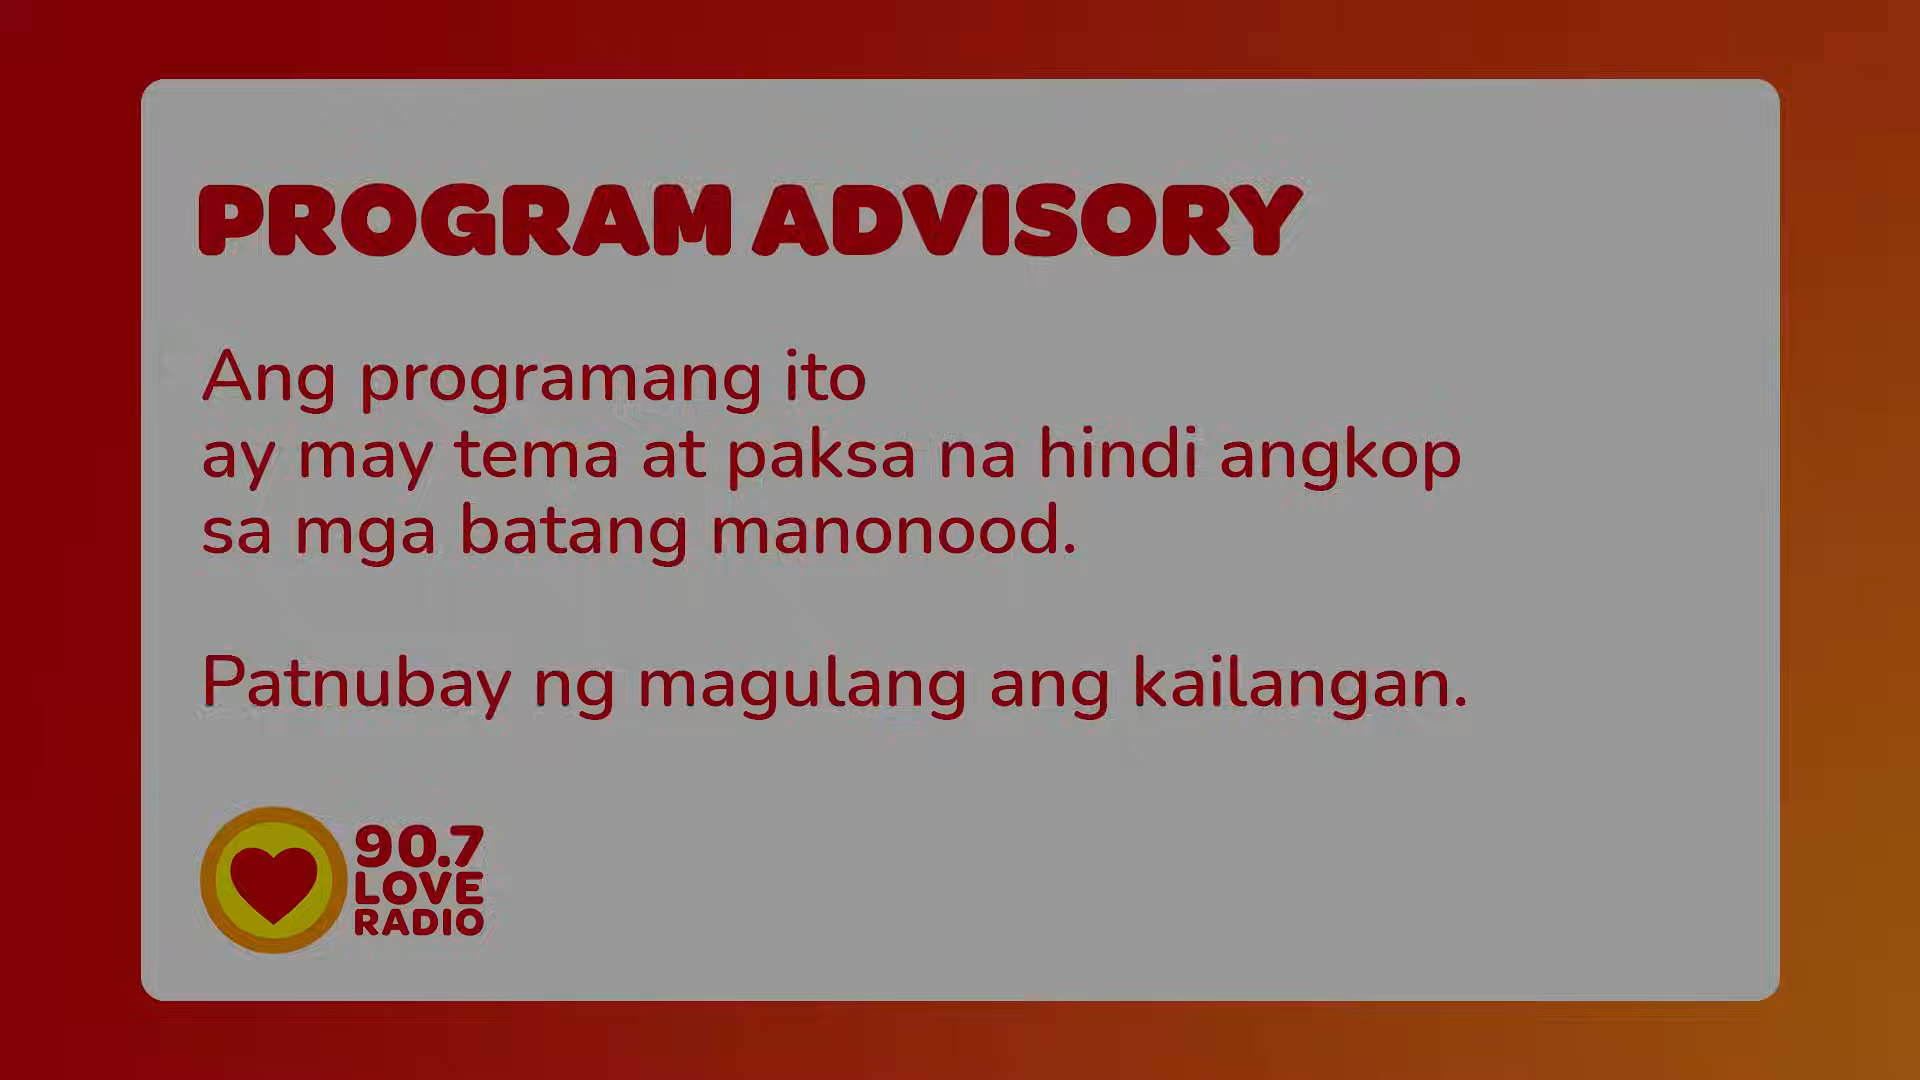 PROGRAM ADVISORY
Ang programang ito
ay may tema at paksa na hindi angkop
sa mga batang manonood.
Patnubay ng magulang ang kailangan.
90.7
LOVE
RADIO